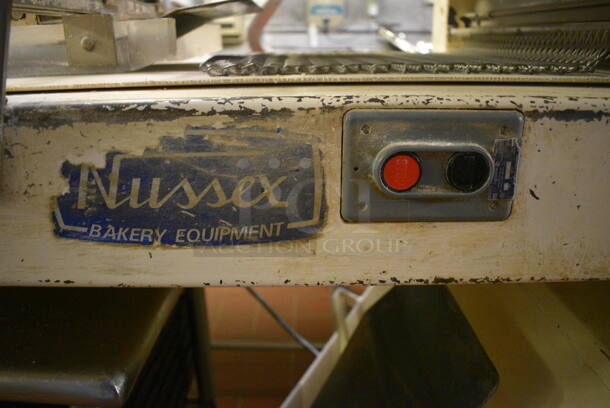 Nussex
BAKERY EQUIPMENT
AUCTION GROUP